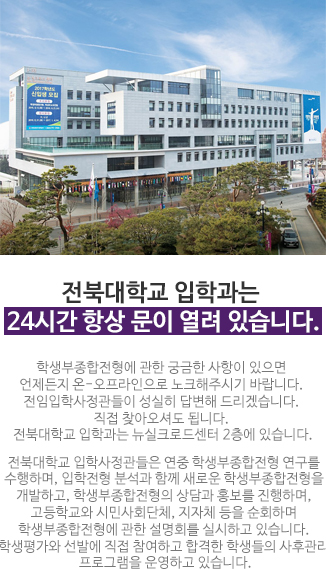 2017학년도
신입생 모집
전북대학교 입학과는
24시간 항상 문이 열려 있습니다.
학생부종합전형에 관한 궁금한 사항이 있으면
언제든지 온-오프라인으로 노크해주시기 바랍니다.
전임입학사정관들이 성실히 답변해 드리겠습니다.
직접 찾아오셔도 됩니다.
전북대학교 입학과는 뉴실크로드센터 2층에 있습니다.
전북대학교 입학사정관들은 연중 학생부종합전형 연구를
수행하며, 입학전형 분석과 함께 새로운 학생부종합전형을
개발하고, 학생부종합전형의 상담과 홍보를 진행하며,
고등학교와 시민사회단체, 지자체 등을 순회하며
학생부종합전형에 관한 설명회를 실시하고 있습니다.
학생평가와 선발에 직접 참여하고 합격한 학생들의 사후관리
프로그램을 운영하고 있습니다.